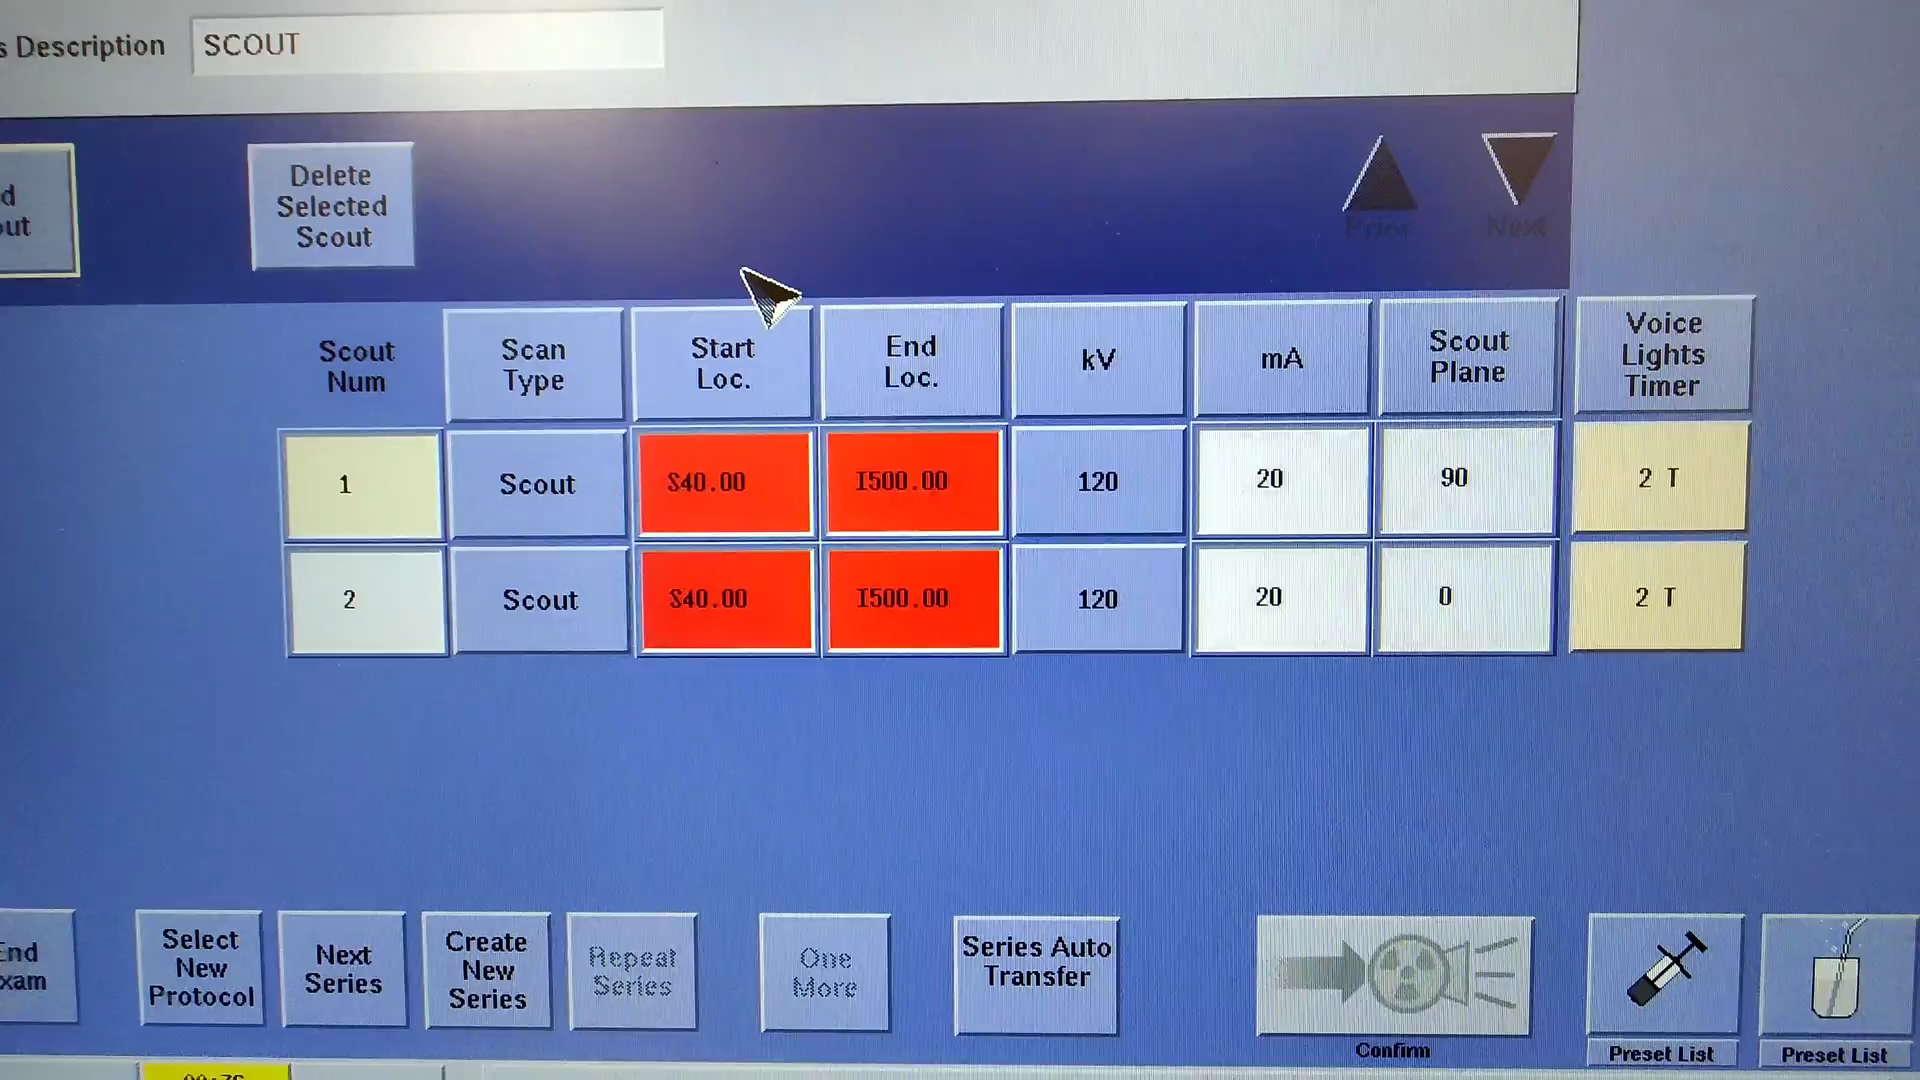 s Description SCOUT
d
out
Delete
Selected
Scout
Prior
Next
Scout
Num
Scan
Type
Start
Loc.
End
Loc.
kV
mA
Scout
Plane
Voice
Lights
Timer
1 Scout S40.00 I500.00 120 20 90 2 T
2 Scout S40.00 I500.00 120 20 0 2 T
End
xam
Select
New
Protocol
Next
Series
Create
New
Series
Repeat
Series
One
More
Series Auto
Transfer
Confirm
Preset List
Preset List